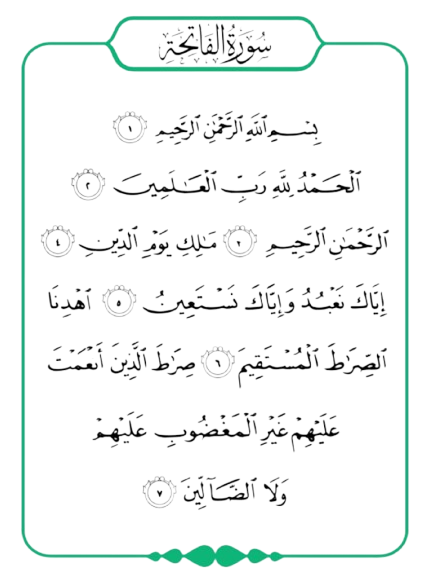 سُورَةُ الفَاتِحَةِ
بِسْمِ ٱللَّهِ ٱلرَّحْمَٰنِ ٱلرَّحِيمِ ١
ٱلْحَمْدُ لِلَّهِ رَبِّ ٱلْعَـٰلَمِينَ ٢
ٱلرَّحْمَٰنِ ٱلرَّحِيمِ ٢ مَـٰلِكِ يَوْمِ ٱلدِّينِ ٤
إِيَّاكَ نَعْبُدُ وَإِيَّاكَ نَسْتَعِينُ ٥ ٱهْدِنَا
ٱلصِّرَٰطَ ٱلْمُسْتَقِيمَ ٦ صِرَٰطَ ٱلَّذِينَ أَنْعَمْتَ
عَلَيْهِمْ غَيْرِ ٱلْمَغْضُوبِ عَلَيْهِمْ
وَلَا ٱلضَّآلِّينَ ٧